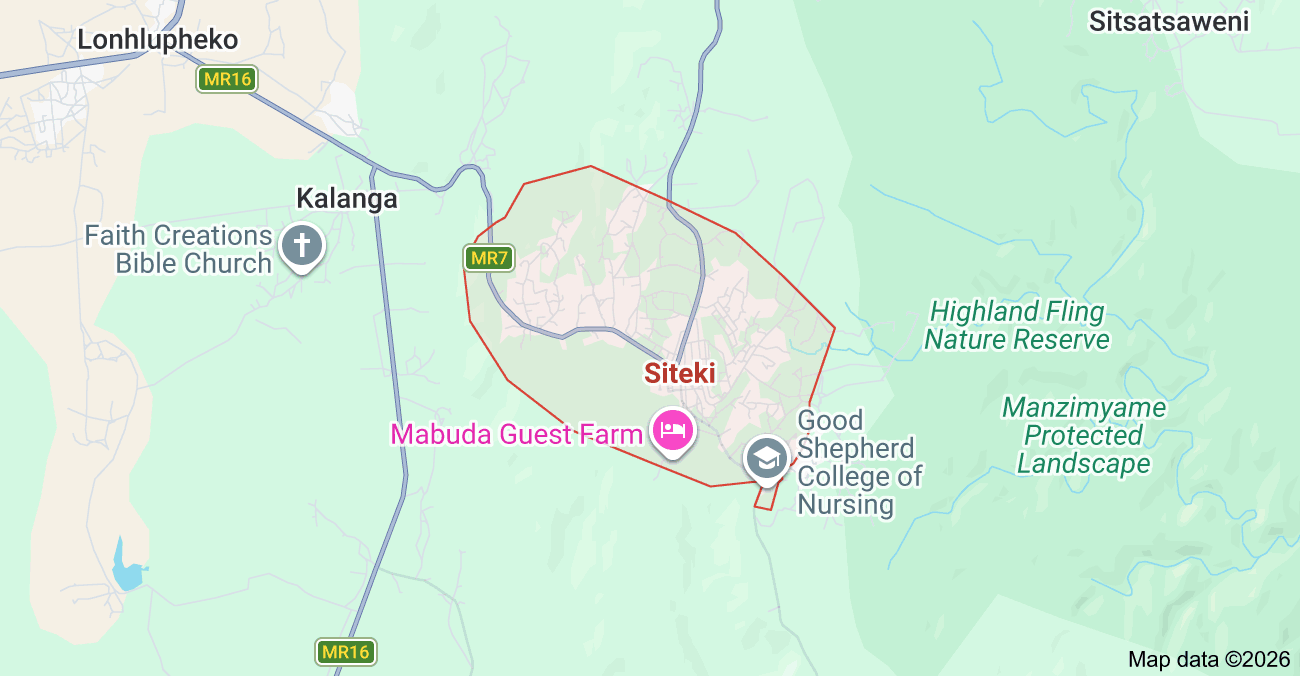 Sitsatsaweni
Lonhlupheko
MR16
Kalanga
Faith Creations
Bible Church
MR7
Highland Fling
Nature Reserve
Siteki
Manzimyame
Protected
Landscape
Mabuda Guest Farm
Good
Shepherd
College of
Nursing
MR16
Map data ©2026